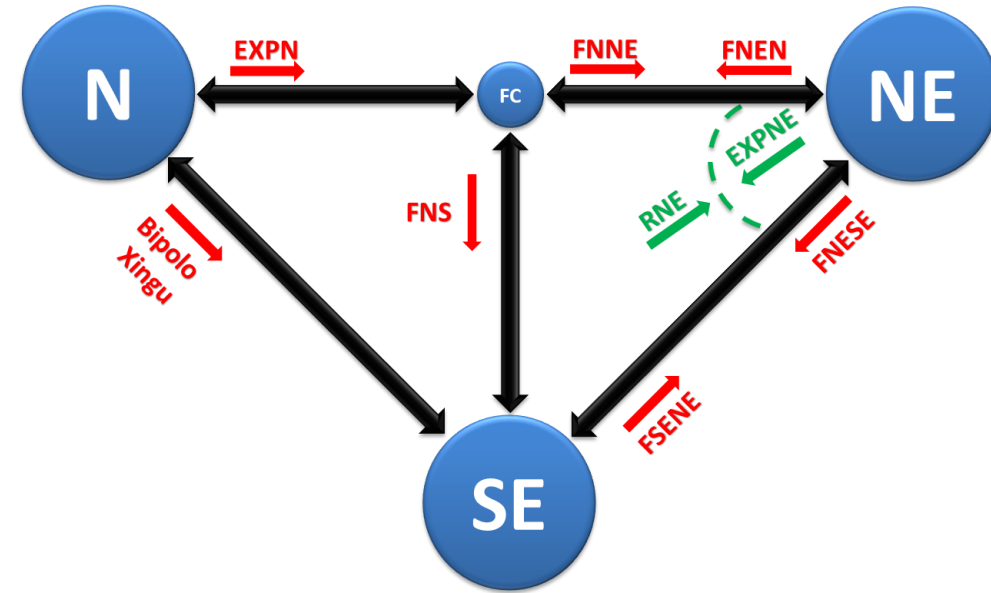 EXPN
FNNE
FNEN
N
FC
NE
EXPNE
RNE
FNS
Bipolo
Xingu
FNESE
FSENE
SE